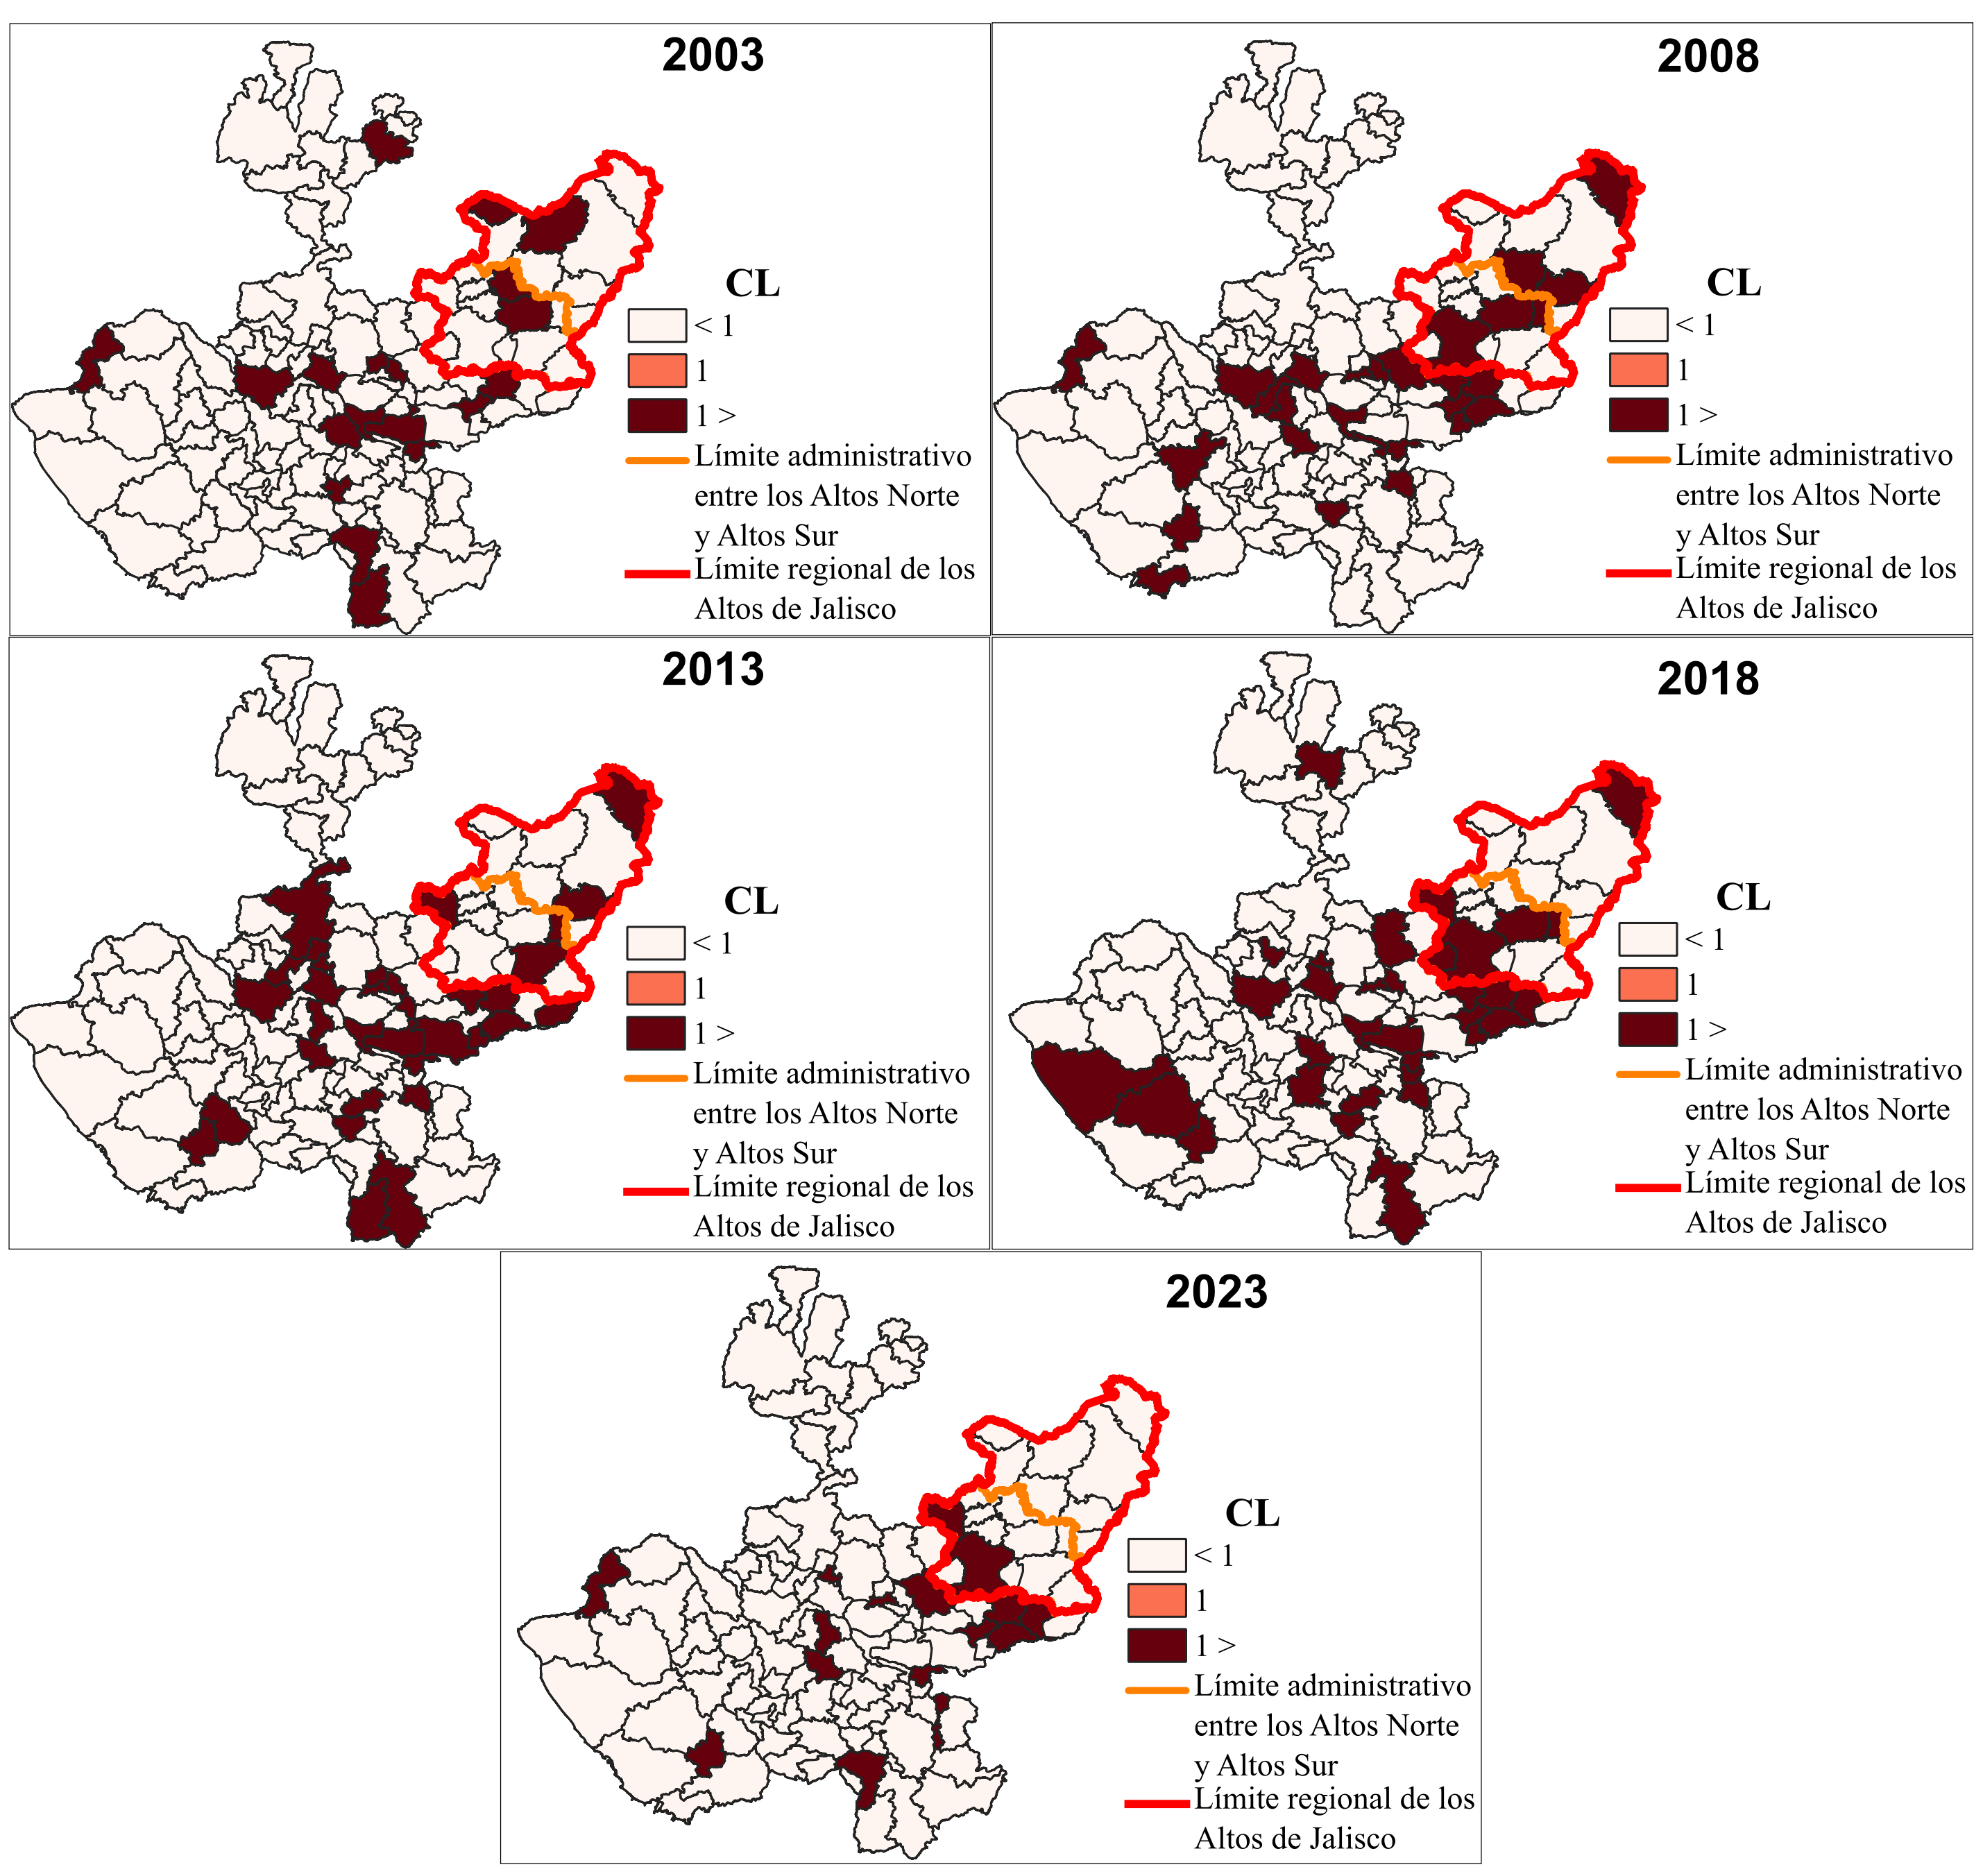 2003
CL
< 1
1
1 >
Límite administrativo
entre los Altos Norte
y Altos Sur
Límite regional de los
Altos de Jalisco
2008
CL
< 1
1
1 >
Límite administrativo
entre los Altos Norte
y Altos Sur
Límite regional de los
Altos de Jalisco
2013
CL
< 1
1
1 >
Límite administrativo
entre los Altos Norte
y Altos Sur
Límite regional de los
Altos de Jalisco
2018
CL
< 1
1
1 >
Límite administrativo
entre los Altos Norte
y Altos Sur
Límite regional de los
Altos de Jalisco
2023
CL
< 1
1
1 >
Límite administrativo
entre los Altos Norte
y Altos Sur
Límite regional de los
Altos de Jalisco